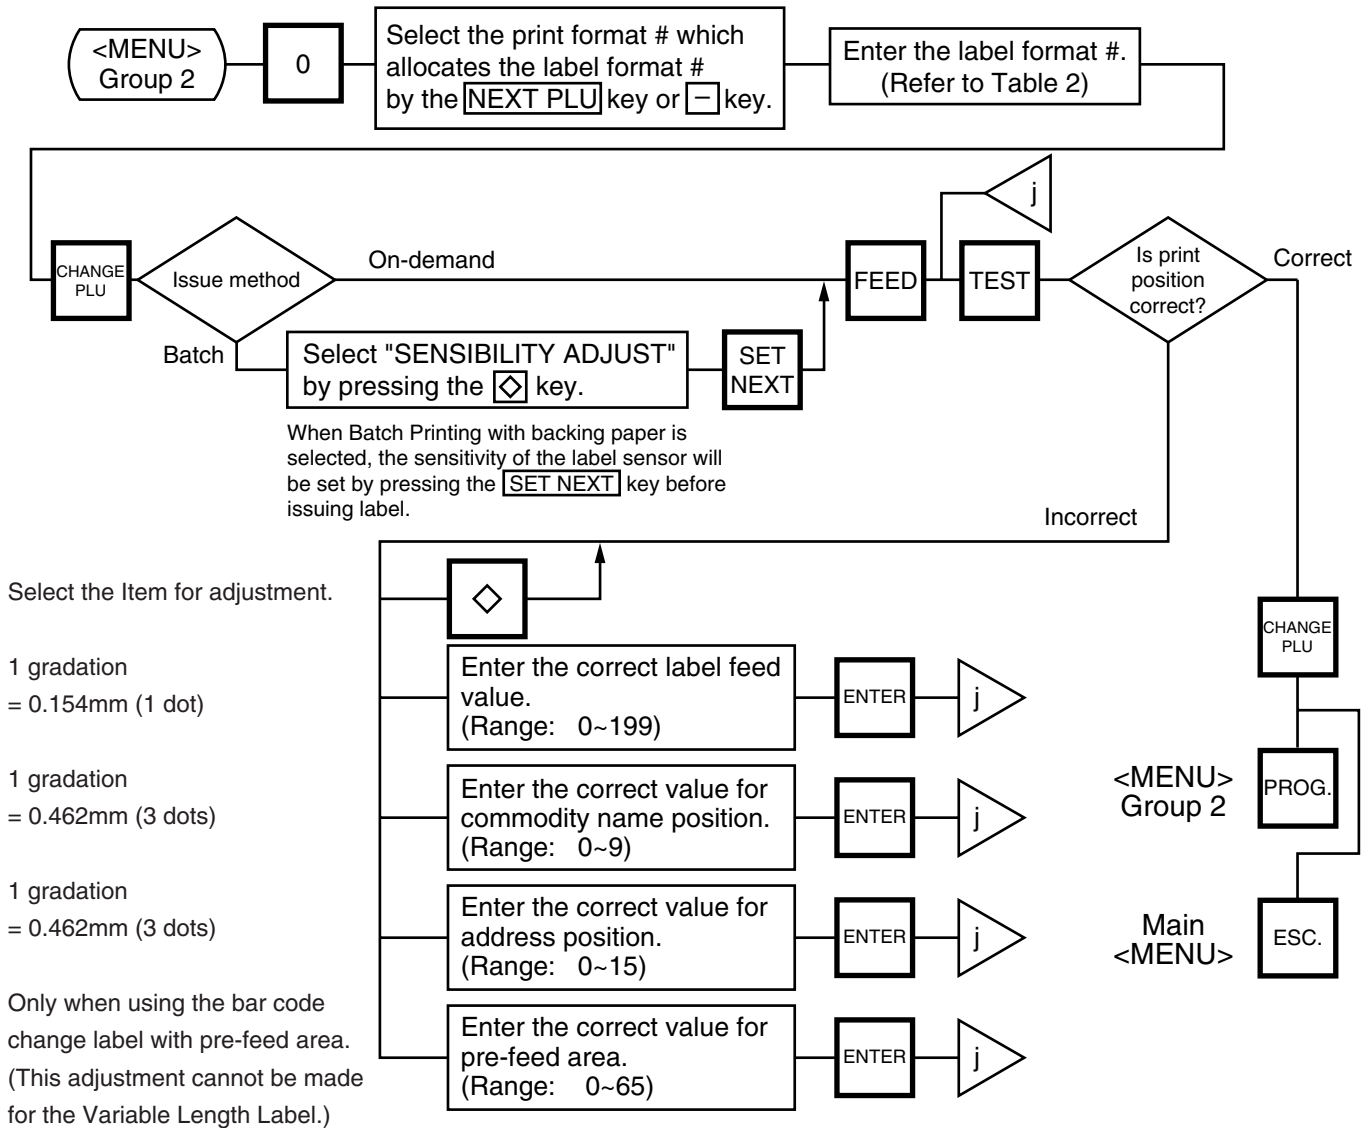 <MENU>
Group 2
0
Select the print format # which
allocates the label format #
by the NEXT PLU key or − key.
Enter the label format #.
(Refer to Table 2)
j
CHANGE
PLU
Issue method
On-demand
FEED
TEST
Is print
position
correct?
Correct
Batch
Select "SENSIBILITY ADJUST"
by pressing the ◇ key.
SET
NEXT
When Batch Printing with backing paper is
selected, the sensitivity of the label sensor will
be set by pressing the SET NEXT key before
issuing label.
Incorrect
Select the Item for adjustment.
◇
CHANGE
PLU
1 gradation
= 0.154mm (1 dot)
Enter the correct label feed
value.
(Range: 0~199)
ENTER
j
1 gradation
= 0.462mm (3 dots)
Enter the correct value for
commodity name position.
(Range: 0~9)
ENTER
j
<MENU>
Group 2
PROG.
1 gradation
= 0.462mm (3 dots)
Enter the correct value for
address position.
(Range: 0~15)
ENTER
j
Main
<MENU>
ESC.
Only when using the bar code
change label with pre-feed area.
(This adjustment cannot be made
for the Variable Length Label.)
Enter the correct value for
pre-feed area.
(Range: 0~65)
ENTER
j